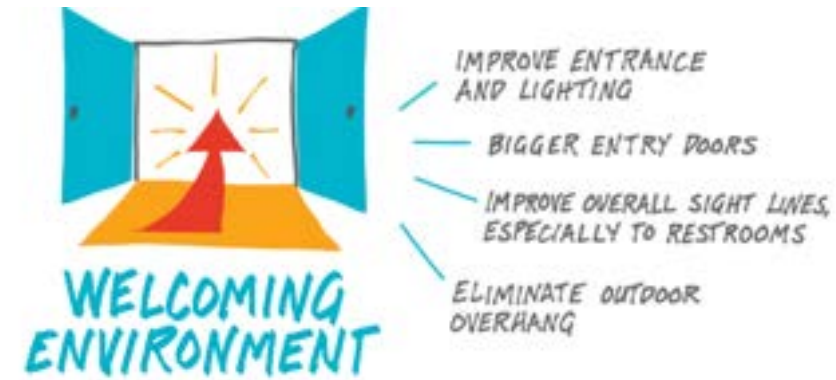 IMPROVE ENTRANCE
AND LIGHTING
BIGGER ENTRY DOORS
IMPROVE OVERALL SIGHT LINES,
ESPECIALLY TO RESTROOMS
ELIMINATE OUTDOOR
OVERHANG
WELCOMING
ENVIRONMENT